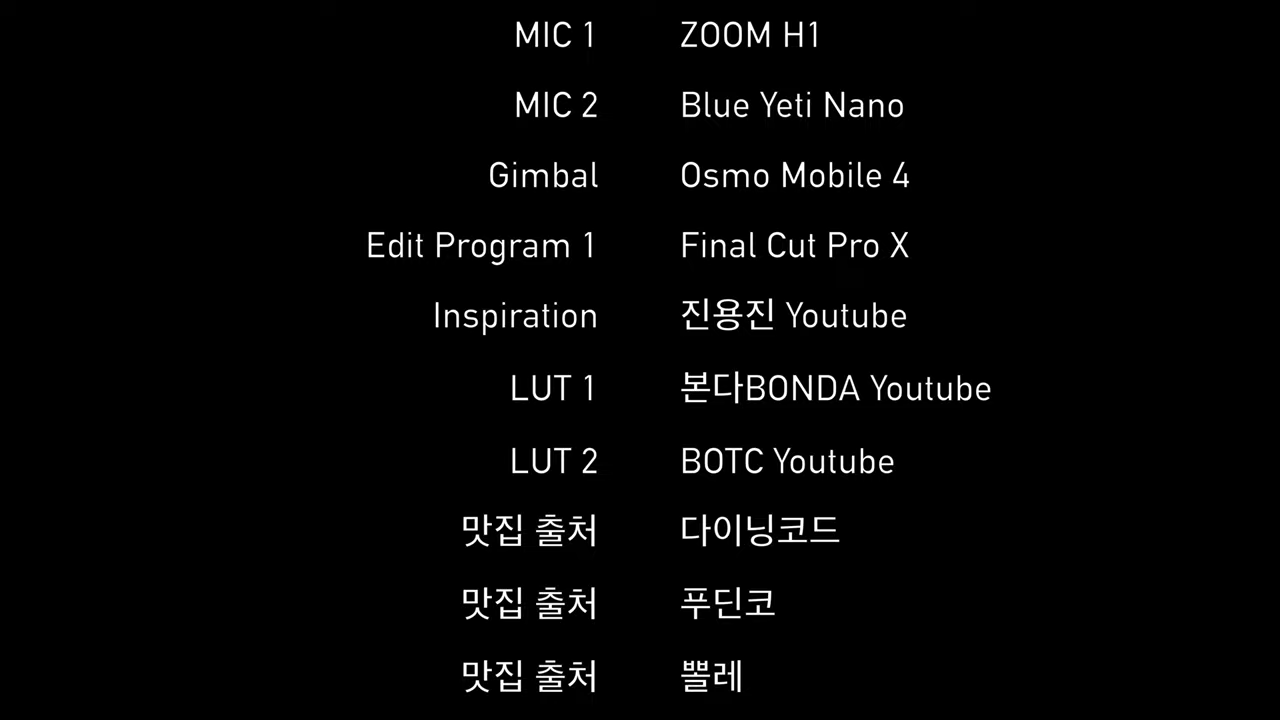 MIC 1 ZOOM H1
MIC 2 Blue Yeti Nano
Gimbal Osmo Mobile 4
Edit Program 1 Final Cut Pro X
Inspiration 진용진 Youtube
LUT 1 본다BONDA Youtube
LUT 2 BOTC Youtube
맛집 출처 다이닝코드
맛집 출처 푸딘코
맛집 출처 뽈레